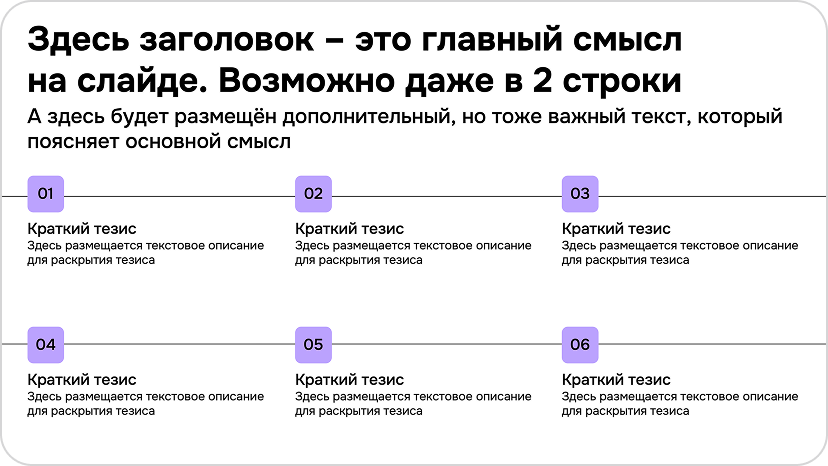 Здесь заголовок – это главный смысл
на слайде. Возможно даже в 2 строки
А здесь будет размещён дополнительный, но тоже важный текст, который
поясняет основной смысл
01
02
03
Краткий тезис
Здесь размещается текстовое описание
для раскрытия тезиса
Краткий тезис
Здесь размещается текстовое описание
для раскрытия тезиса
Краткий тезис
Здесь размещается текстовое описание
для раскрытия тезиса
04
05
06
Краткий тезис
Здесь размещается текстовое описание
для раскрытия тезиса
Краткий тезис
Здесь размещается текстовое описание
для раскрытия тезиса
Краткий тезис
Здесь размещается текстовое описание
для раскрытия тезиса